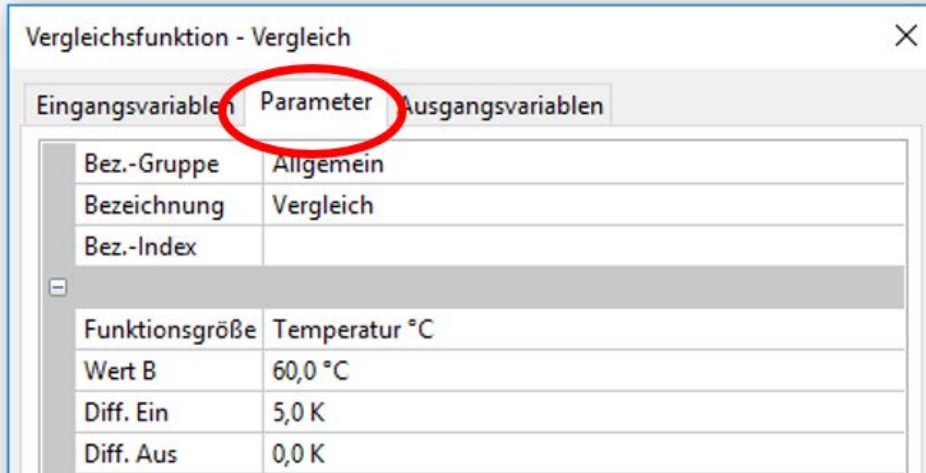 Vergleichsfunktion - Vergleich
Eingangsvariablen Parameter Ausgangsvariablen
Bez.-Gruppe Allgemein
Bezeichnung Vergleich
Bez.-Index
Funktionsgröße Temperatur °C
Wert B 60,0 °C
Diff. Ein 5,0 K
Diff. Aus 0,0 K